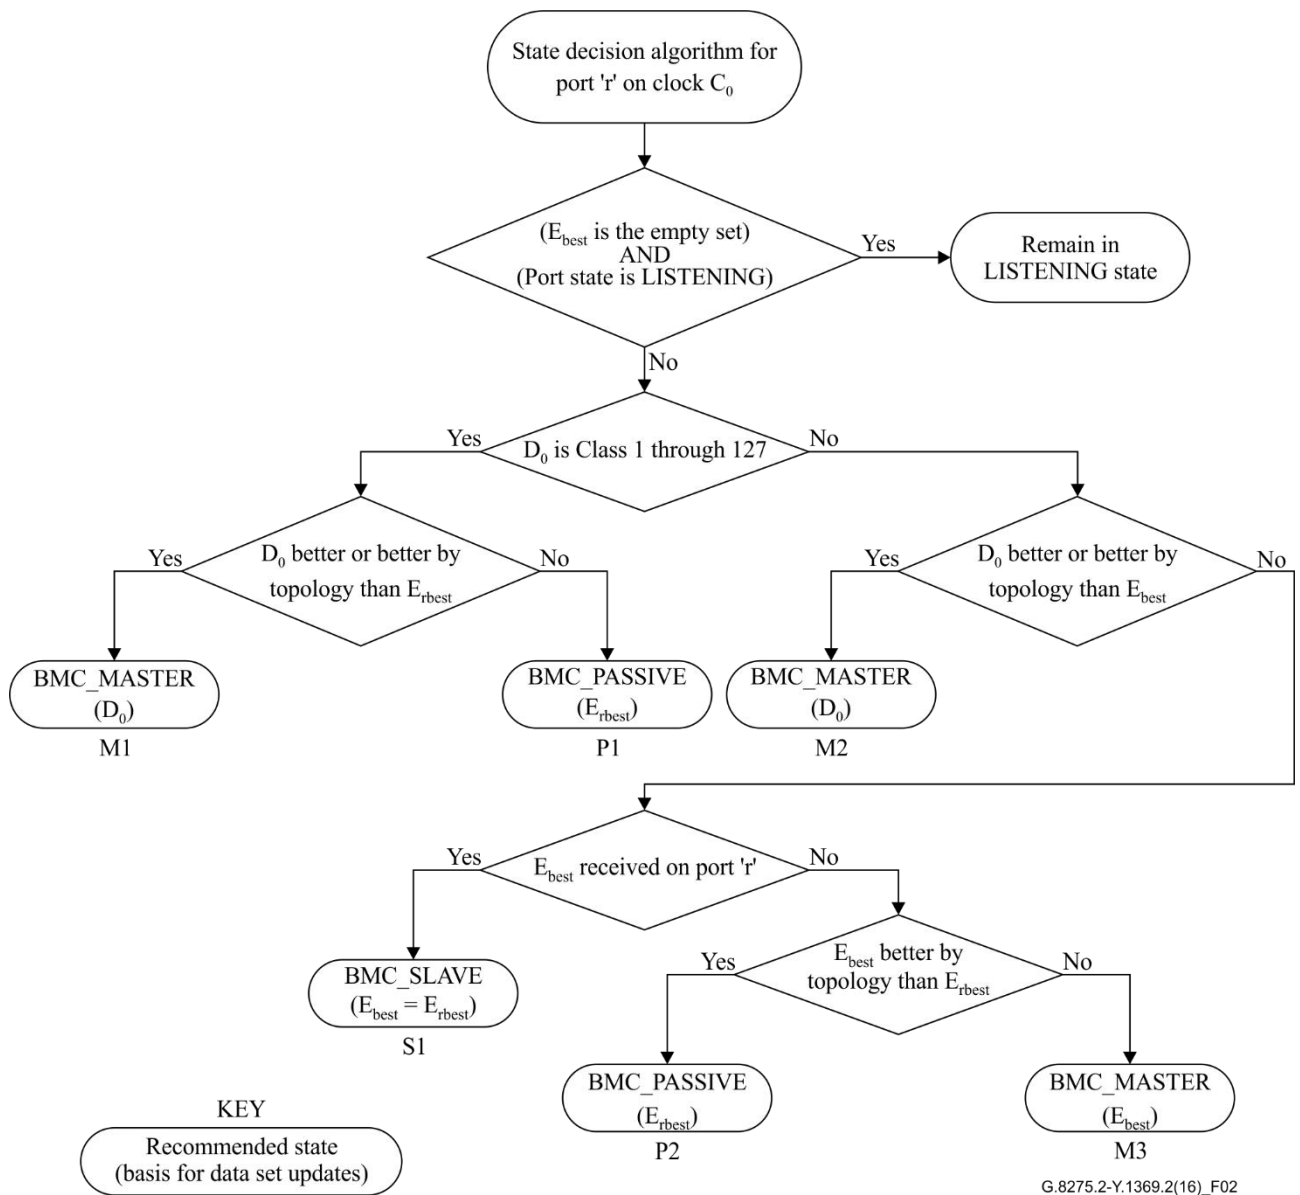 State decision algorithm for
port 'r' on clock C0
(Ebest is the empty set)
AND
(Port state is LISTENING)
Yes
Remain in
LISTENING state
No
Yes
D0 is Class 1 through 127
No
Yes
D0 better or better by
topology than Erbest
No
Yes
D0 better or better by
topology than Ebest
No
BMC_MASTER
(D0)
M1
BMC_PASSIVE
(Erbest)
P1
BMC_MASTER
(D0)
M2
Yes
Ebest received on port 'r'
No
BMC_SLAVE
(Ebest = Erbest)
S1
Yes
Ebest better by
topology than Erbest
No
BMC_PASSIVE
(Erbest)
P2
BMC_MASTER
(Ebest)
M3
KEY
Recommended state
(basis for data set updates)
G.8275.2-Y.1369.2(16)_F02